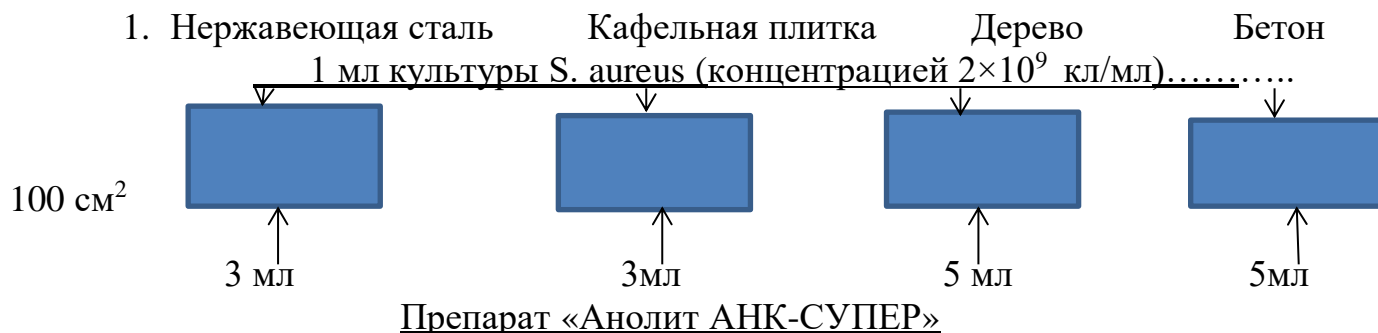 1. Нержавеющая сталь Кафельная плитка Дерево Бетон
1 мл культуры S. aureus (концентрацией 2×10⁹ кл/мл)………..
100 см²
3 мл 3мл 5 мл 5мл
Препарат «Анолит АНК-СУПЕР»